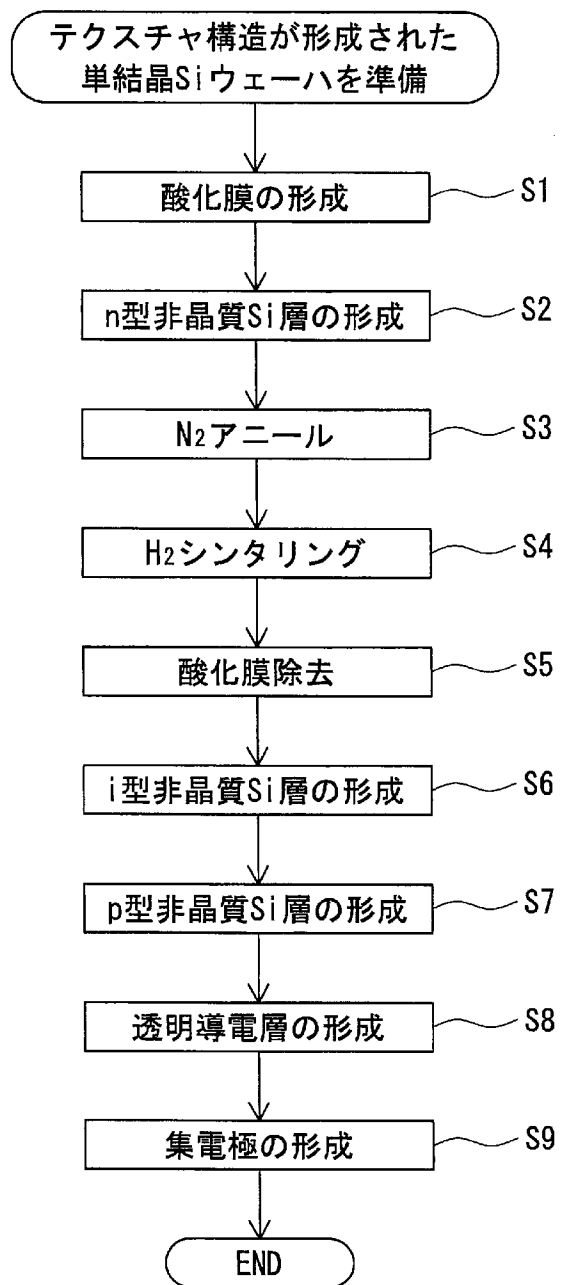 テクスチャ構造が形成された
単結晶Siウェーハを準備
酸化膜の形成 S1
n型非晶質Si層の形成 S2
N2アニール S3
H2シンタリング S4
酸化膜除去 S5
i型非晶質Si層の形成 S6
p型非晶質Si層の形成 S7
透明導電層の形成 S8
集電極の形成 S9
END